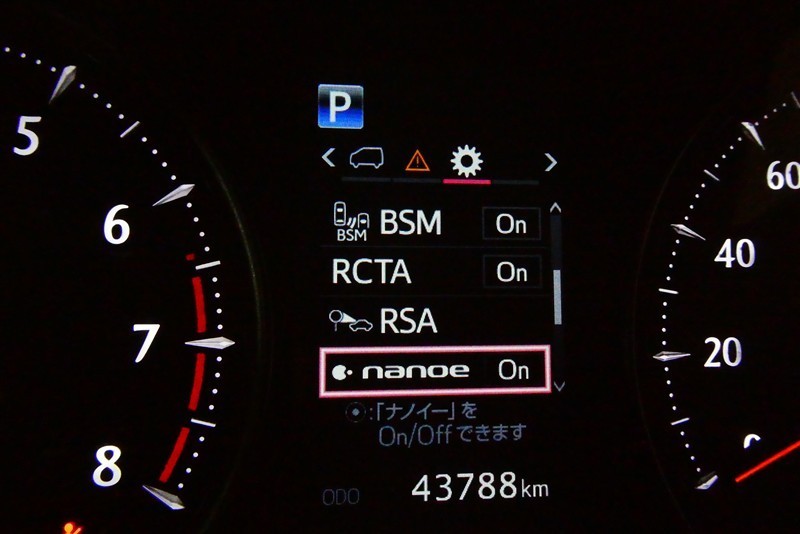 P
BSM BSM On
RCTA On
RSA
nanoe On
:「ナノイー」を
On/Offできます
ODO 43788km
5
6
7
8
60
40
20